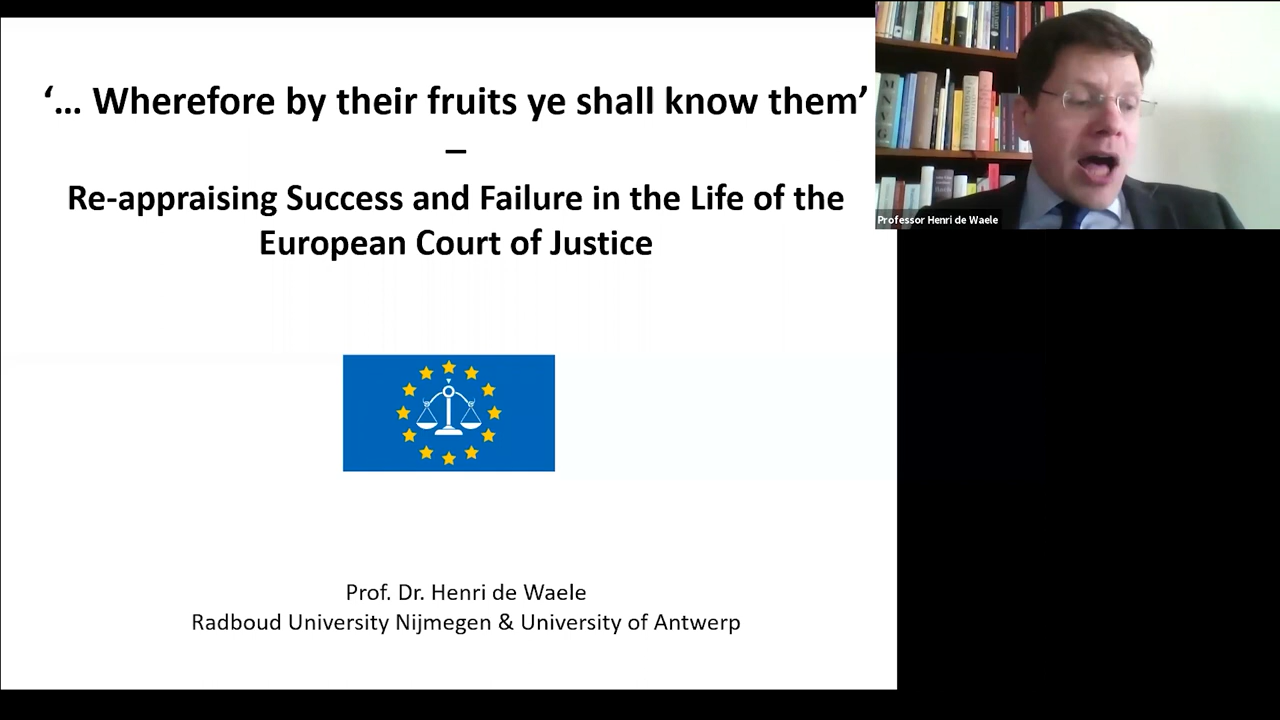 ‘… Wherefore by their fruits ye shall know them’
–
Re-appraising Success and Failure in the Life of the
European Court of Justice
Prof. Dr. Henri de Waele
Radboud University Nijmegen & University of Antwerp
Professor Henri de Waele